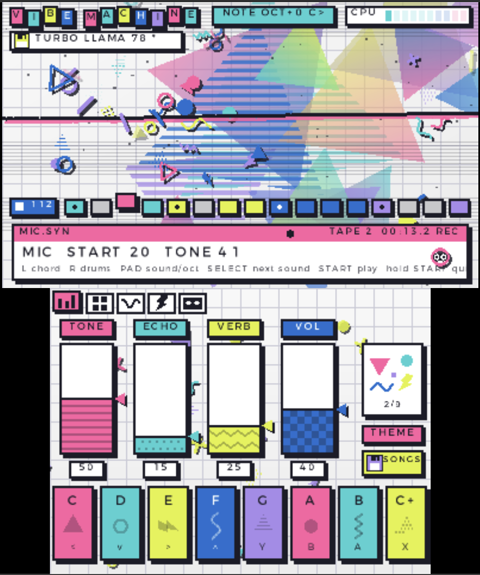 VIBE MACHINE
NOTE OCT+0 C>
CPU
TURBO LLAMA 78 *
112
MIC.SYN
TAPE 2 00:13.2 REC
MIC START 20 TONE 41
L chord R drums PAD sound/oct SELECT next sound START play hold START qu
TONE
ECHO
VERB
VOL
2/9
THEME
SONGS
50
15
25
40
C
D
E
F
G
A
B
C+
<
v
>
^
Y
B
A
X